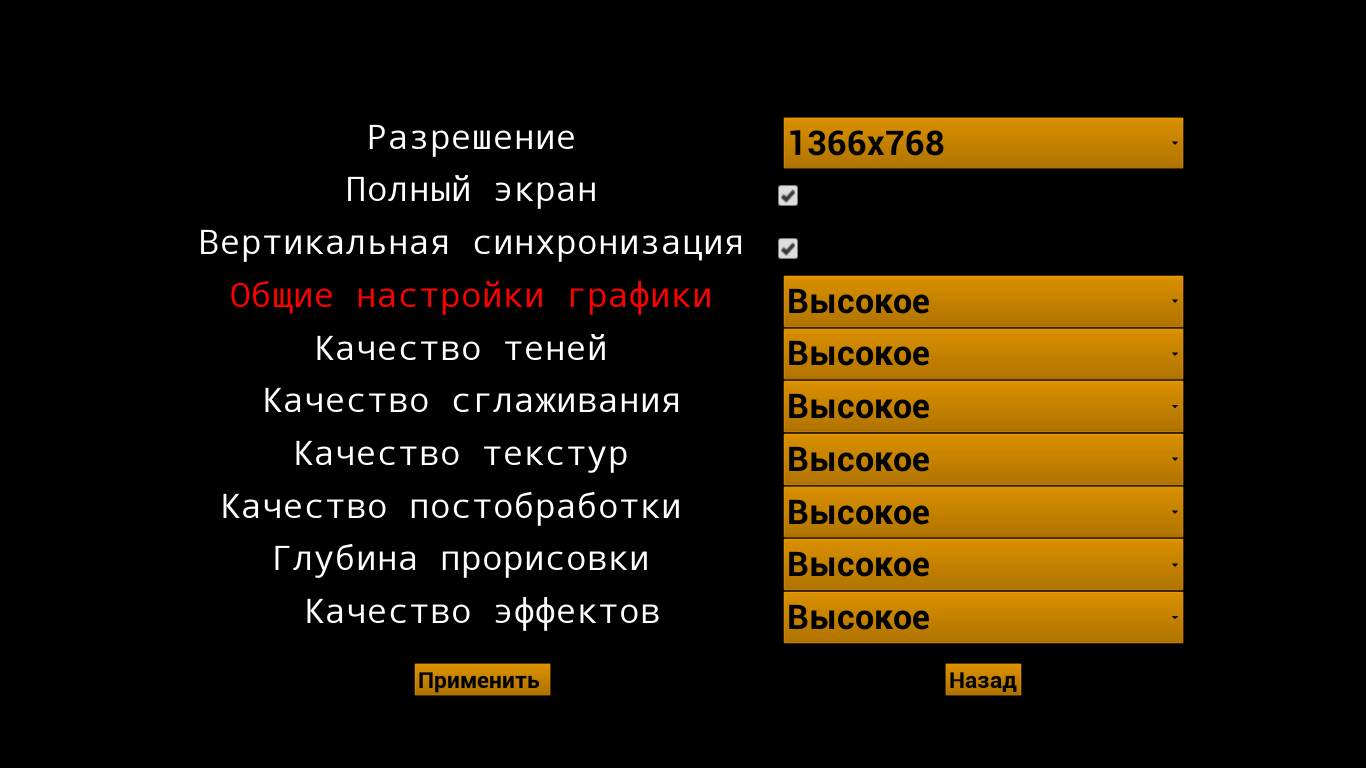 Разрешение 1366x768
Полный экран
Вертикальная синхронизация
Общие настройки графики Высокое
Качество теней Высокое
Качество сглаживания Высокое
Качество текстур Высокое
Качество постобработки Высокое
Глубина прорисовки Высокое
Качество эффектов Высокое
Применить Назад